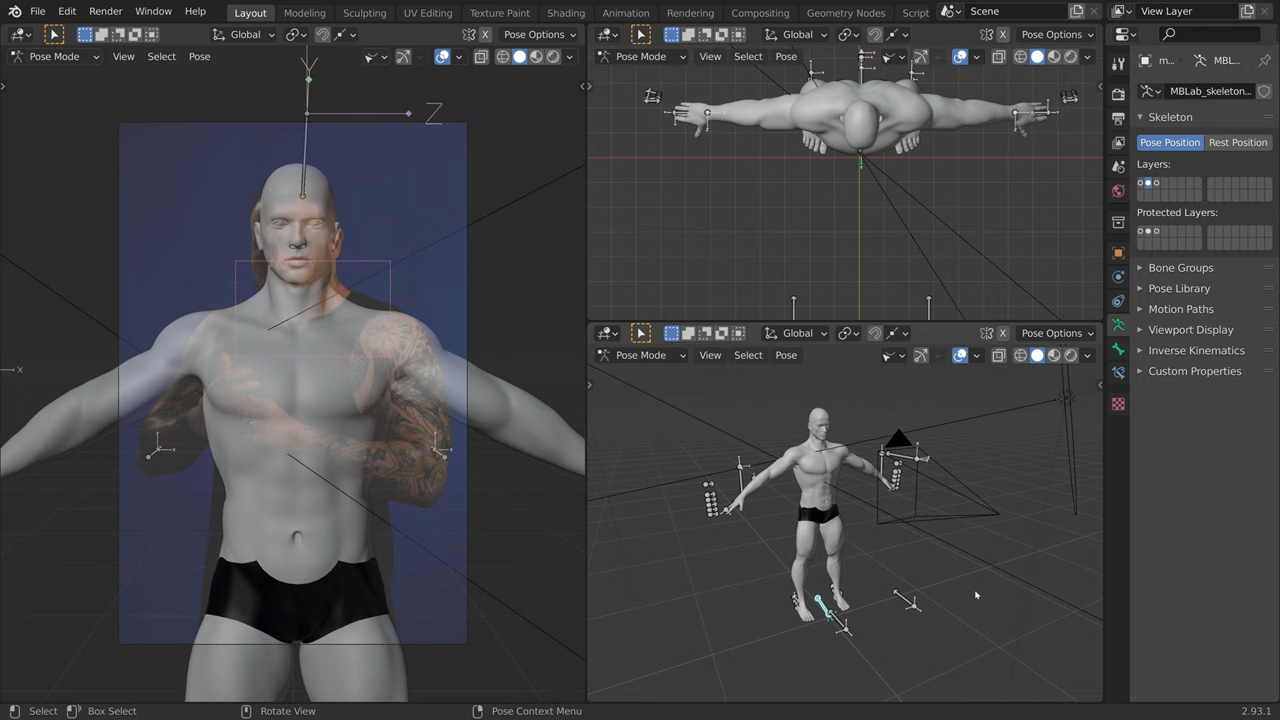 File Edit Render Window Help Layout Modeling Sculpting UV Editing Texture Paint Shading Animation Rendering Compositing Geometry Nodes Script Scene View Layer
Global Pose Options
Global Pose Options
Pose Mode View Select Pose
Pose Mode View Select Pose
m... MBL...
MBLab_skeleton...
Skeleton
Pose Position Rest Position
Layers:
Protected Layers:
Bone Groups
Pose Library
Motion Paths
Viewport Display
Inverse Kinematics
Custom Properties
Y
Z
X
Global Pose Options
Pose Mode View Select Pose
Select Box Select Rotate View Pose Context Menu 2.93.1